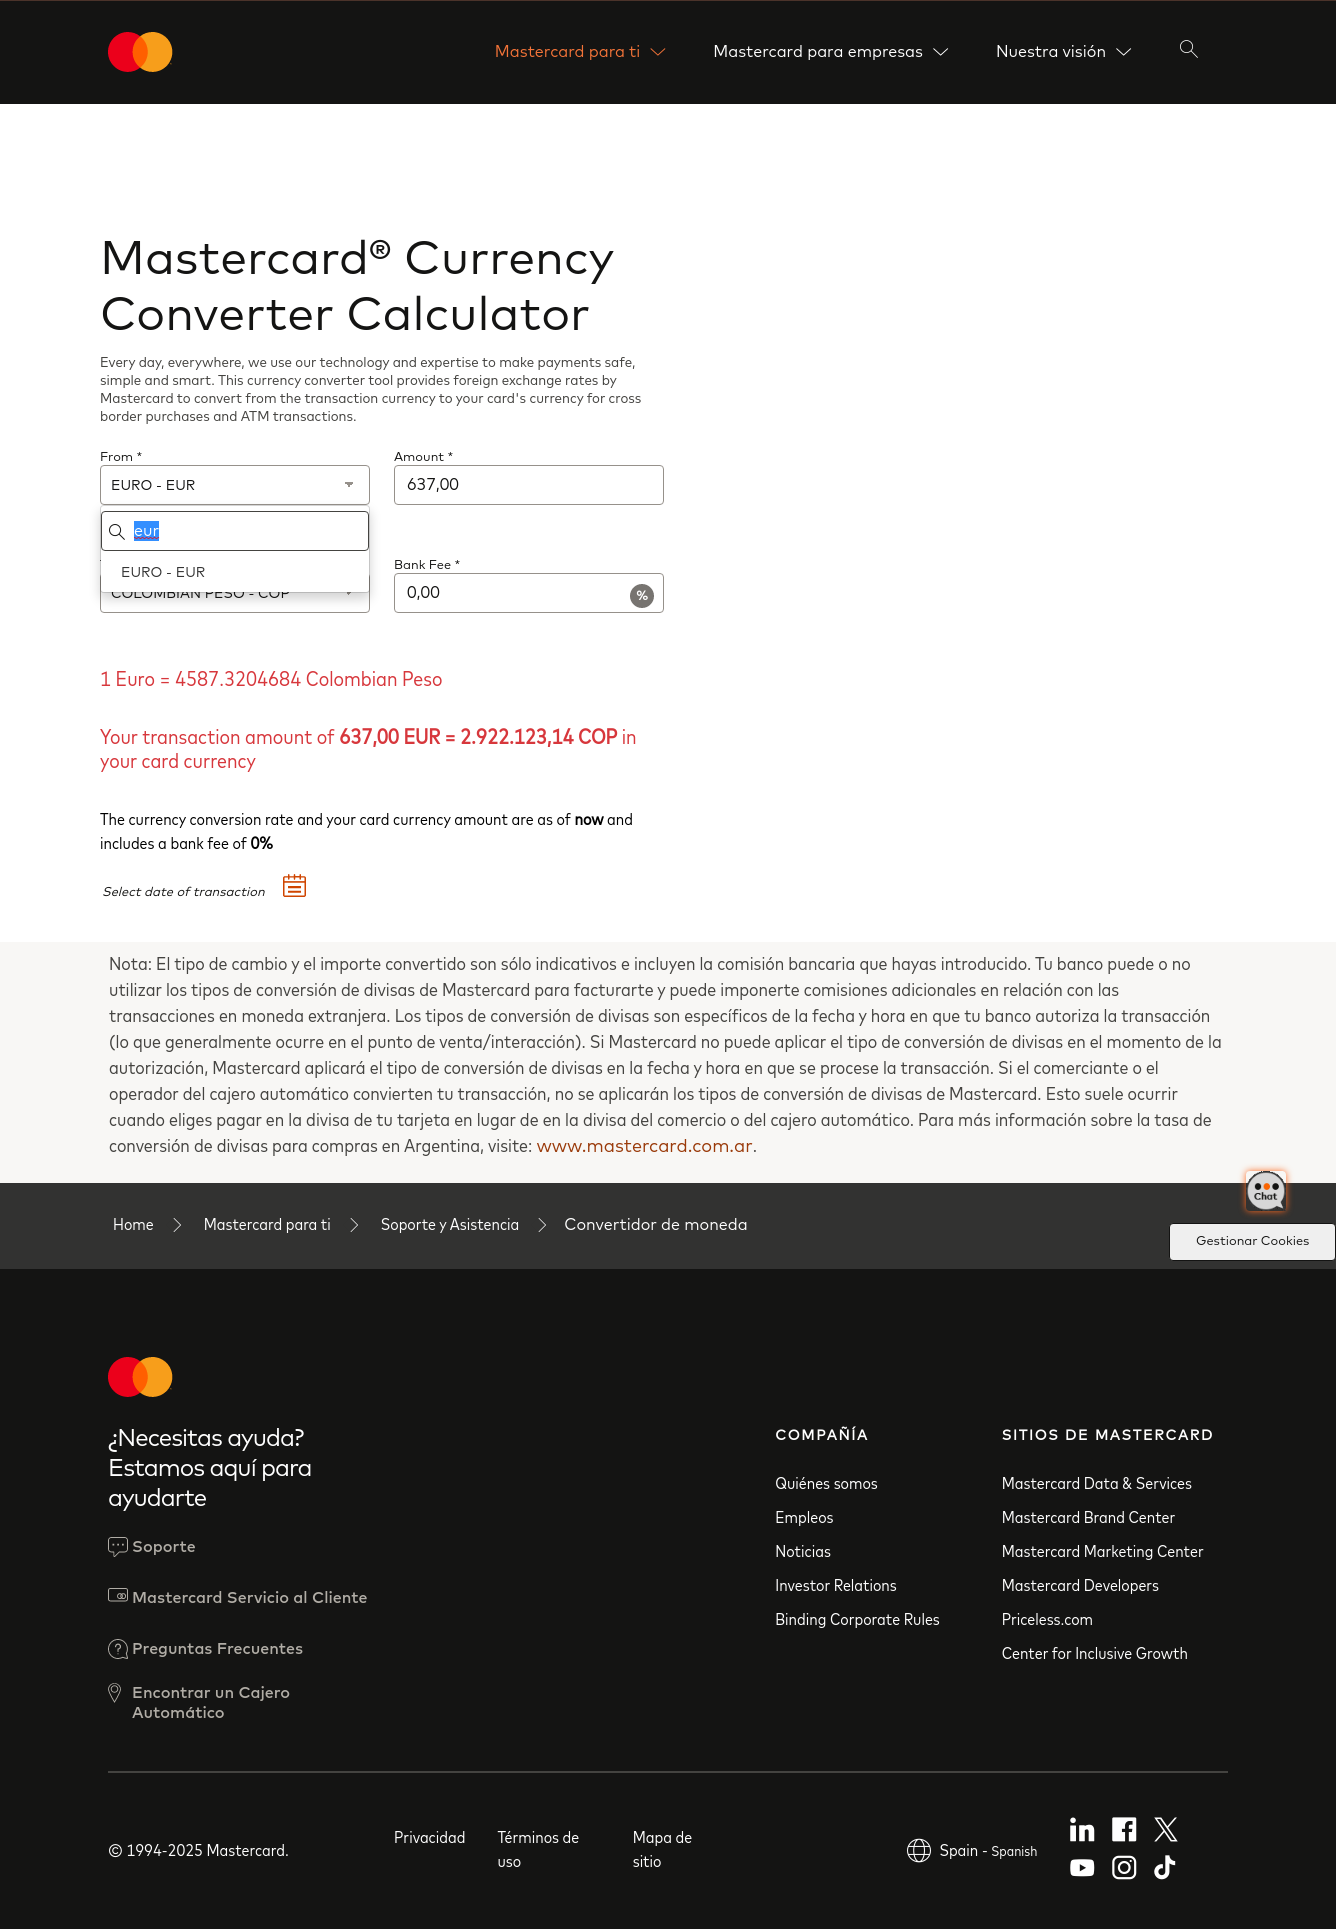 Mastercard para ti
Mastercard para empresas
Nuestra visión
Mastercard® Currency
Converter Calculator
Every day, everywhere, we use our technology and expertise to make payments safe,
simple and smart. This currency converter tool provides foreign exchange rates by
Mastercard to convert from the transaction currency to your card's currency for cross
border purchases and ATM transactions.
From *
Amount *
EURO - EUR
637,00
eur
EURO - EUR
Bank Fee *
COLOMBIAN PESO - COP
0,00
%
1 Euro = 4587.3204684 Colombian Peso
Your transaction amount of 637,00 EUR = 2.922.123,14 COP in
your card currency
The currency conversion rate and your card currency amount are as of now and
includes a bank fee of 0%
Select date of transaction
Nota: El tipo de cambio y el importe convertido son sólo indicativos e incluyen la comisión bancaria que hayas introducido. Tu banco puede o no
utilizar los tipos de conversión de divisas de Mastercard para facturarte y puede imponerte comisiones adicionales en relación con las
transacciones en moneda extranjera. Los tipos de conversión de divisas son específicos de la fecha y hora en que tu banco autoriza la transacción
(lo que generalmente ocurre en el punto de venta/interacción). Si Mastercard no puede aplicar el tipo de conversión de divisas en el momento de la
autorización, Mastercard aplicará el tipo de conversión de divisas en la fecha y hora en que se procese la transacción. Si el comerciante o el
operador del cajero automático convierten tu transacción, no se aplicarán los tipos de conversión de divisas de Mastercard. Esto suele ocurrir
cuando eliges pagar en la divisa de tu tarjeta en lugar de en la divisa del comercio o del cajero automático. Para más información sobre la tasa de
conversión de divisas para compras en Argentina, visite: www.mastercard.com.ar.
Chat
Home
Mastercard para ti
Soporte y Asistencia
Convertidor de moneda
Gestionar Cookies
¿Necesitas ayuda?
Estamos aquí para
ayudarte
Soporte
Mastercard Servicio al Cliente
Preguntas Frecuentes
Encontrar un Cajero
Automático
COMPAÑÍA
Quiénes somos
Empleos
Noticias
Investor Relations
Binding Corporate Rules
SITIOS DE MASTERCARD
Mastercard Data & Services
Mastercard Brand Center
Mastercard Marketing Center
Mastercard Developers
Priceless.com
Center for Inclusive Growth
© 1994-2025 Mastercard.
Privacidad
Términos de
uso
Mapa de
sitio
Spain - Spanish